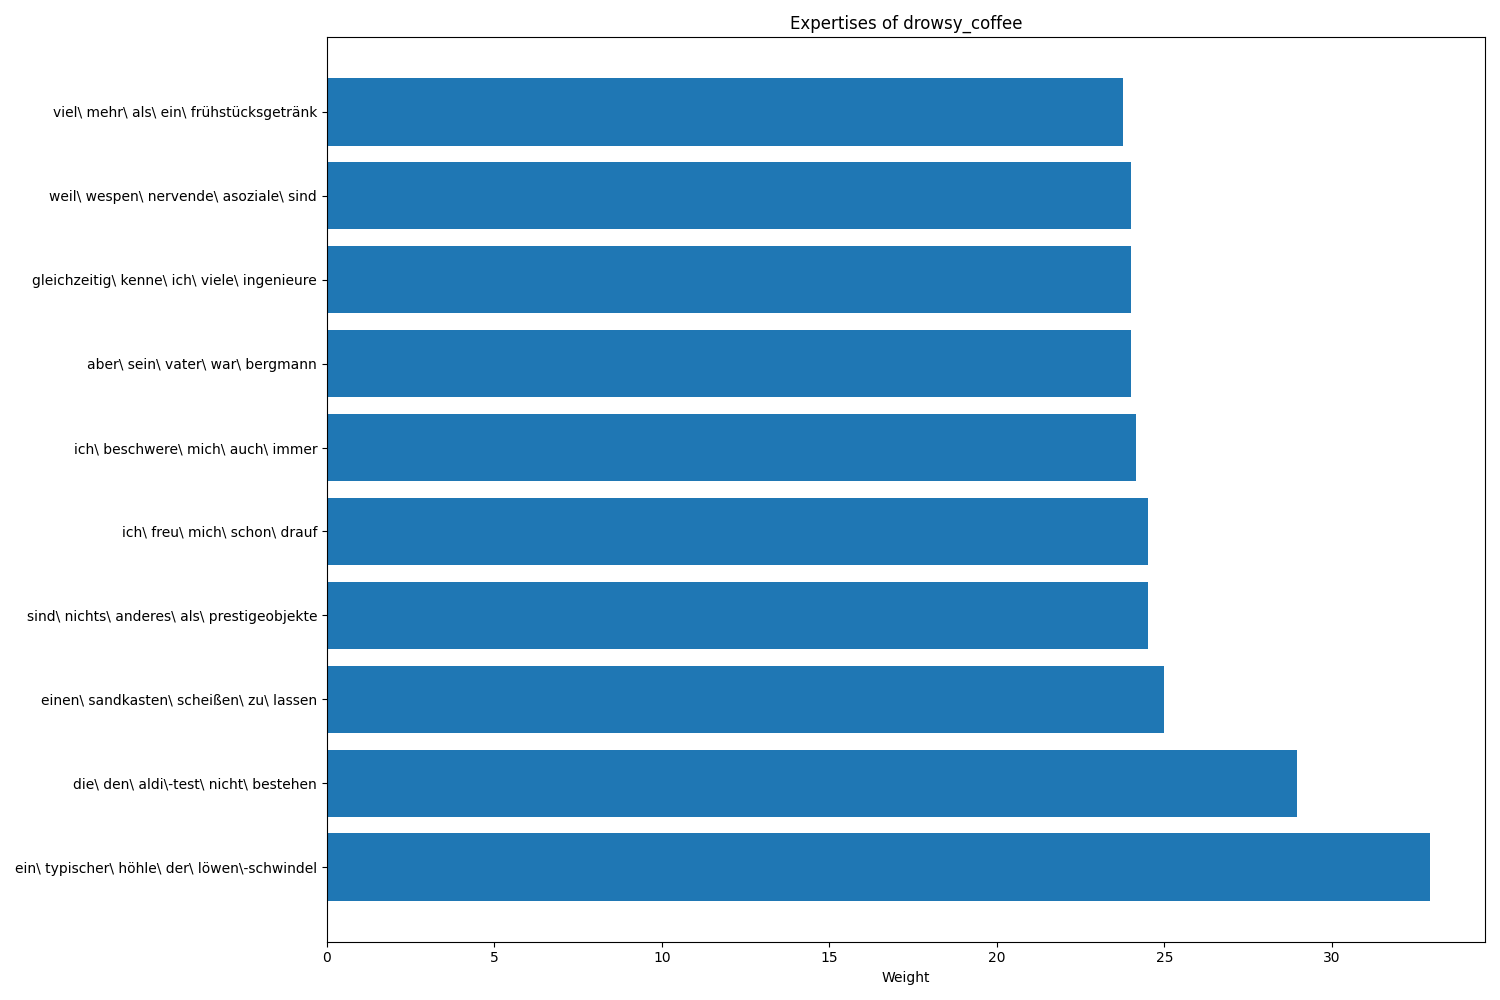 Expertises of drowsy_coffee
viel\ mehr\ als\ ein\ frühstücksgetränk
weil\ wespen\ nervende\ asoziale\ sind
gleichzeitig\ kenne\ ich\ viele\ ingenieure
aber\ sein\ vater\ war\ bergmann
ich\ beschwere\ mich\ auch\ immer
ich\ freu\ mich\ schon\ drauf
sind\ nichts\ anderes\ als\ prestigeobjekte
einen\ sandkasten\ scheißen\ zu\ lassen
die\ den\ aldi\-test\ nicht\ bestehen
ein\ typischer\ höhle\ der\ löwen\-schwindel
0 5 10 15 20 25 30
Weight